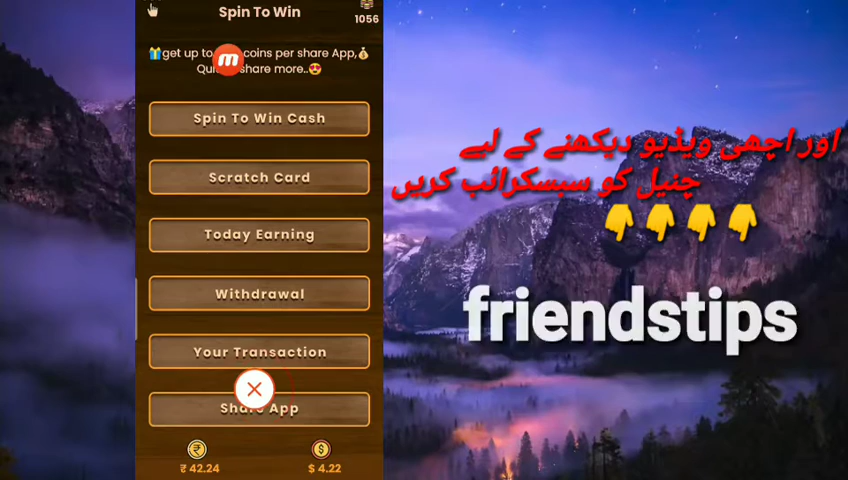 Spin To Win
1056
🎁get up to coins per share App,💰
share more..😍
Spin To Win Cash
Scratch Card
Today Earning
Withdrawal
Your Transaction
Share App
₹ 42.24
$ 4.22
اور اچھی ویڈیو دیکھنے کے لیے
چنیل کو سبسکرائب کریں
👇👇👇👇
friendstips